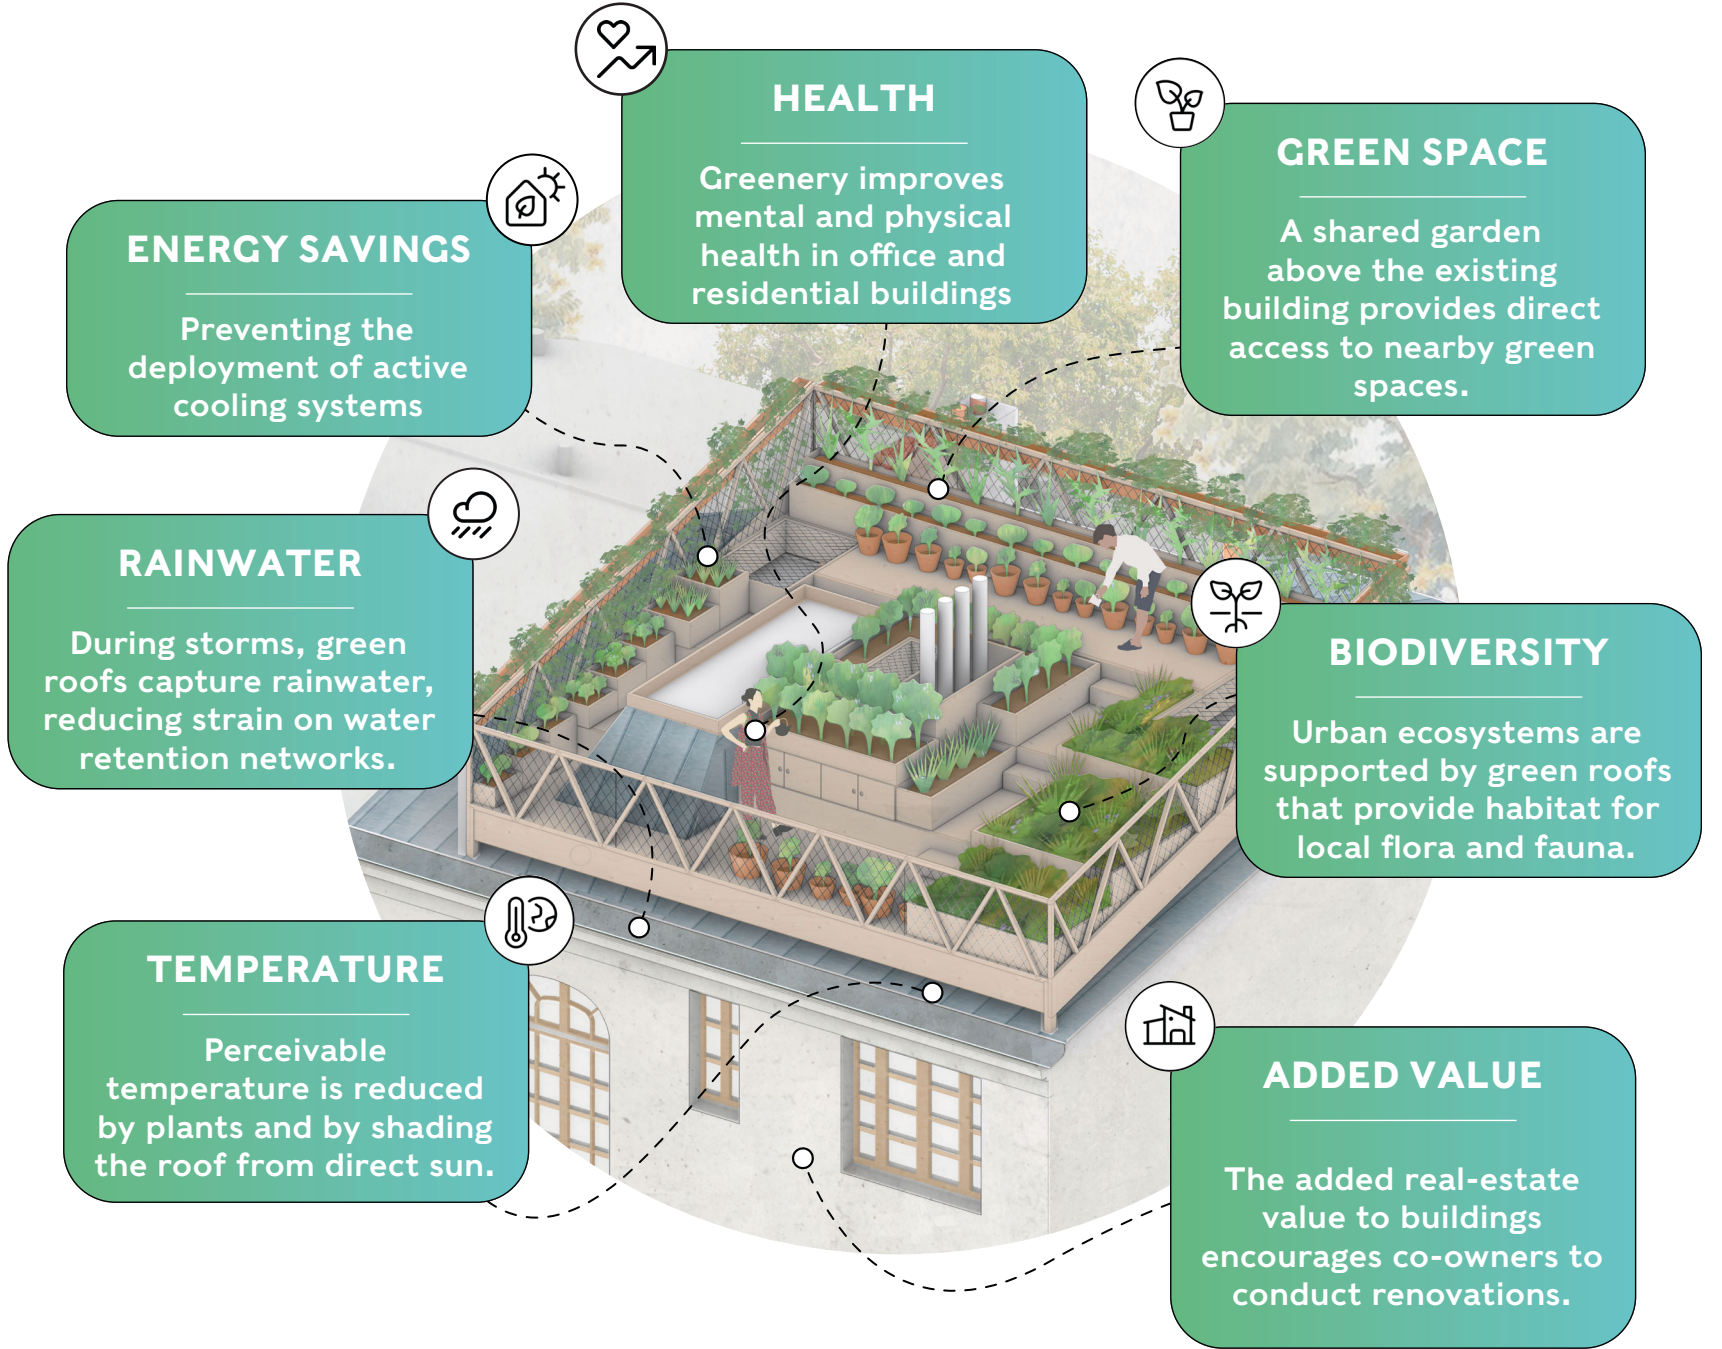 HEALTH
Greenery improves
mental and physical
health in office and
residential buildings
GREEN SPACE
A shared garden
above the existing
building provides direct
access to nearby green
spaces.
ENERGY SAVINGS
Preventing the
deployment of active
cooling systems
RAINWATER
During storms, green
roofs capture rainwater,
reducing strain on water
retention networks.
BIODIVERSITY
Urban ecosystems are
supported by green roofs
that provide habitat for
local flora and fauna.
TEMPERATURE
Perceivable
temperature is reduced
by plants and by shading
the roof from direct sun.
ADDED VALUE
The added real-estate
value to buildings
encourages co-owners to
conduct renovations.